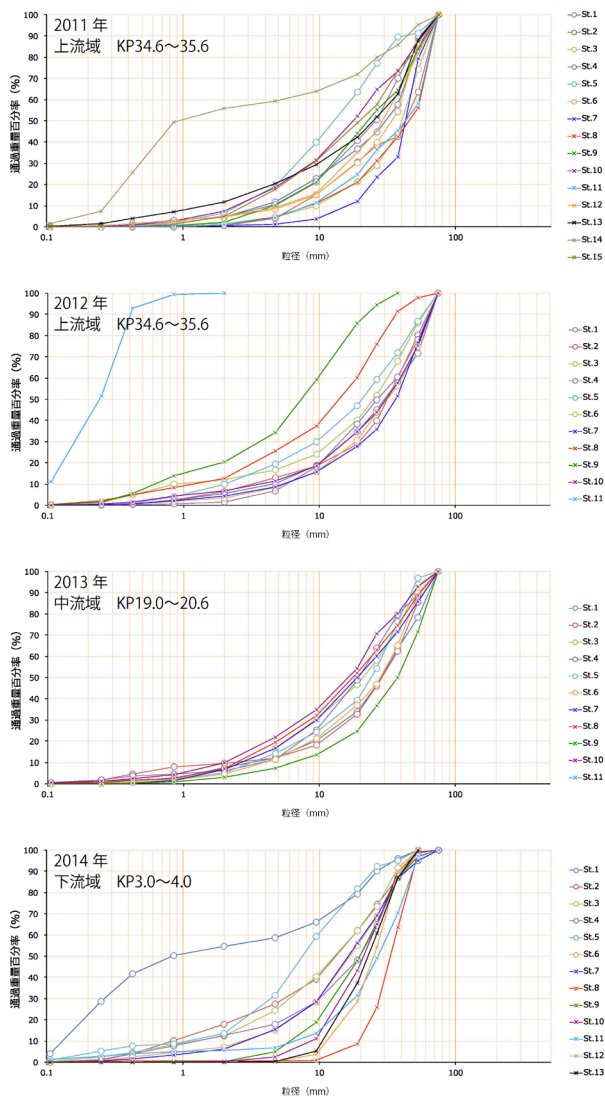 2011 年
上流域 KP34.6～35.6
通過重量百分率 (%)
100
90
80
70
60
50
40
30
20
10
0
0.1
1
10
100
粒径 (mm)
St.1
St.2
St.3
St.4
St.5
St.6
St.7
St.8
St.9
St.10
St.11
St.12
St.13
St.14
St.15
2012 年
上流域 KP34.6～35.6
通過重量百分率 (%)
100
90
80
70
60
50
40
30
20
10
0
0.1
1
10
100
粒径 (mm)
St.1
St.2
St.3
St.4
St.5
St.6
St.7
St.8
St.9
St.10
St.11
2013 年
中流域 KP19.0～20.6
通過重量百分率 (%)
100
90
80
70
60
50
40
30
20
10
0
0.1
1
10
100
粒径 (mm)
St.1
St.2
St.3
St.4
St.5
St.6
St.7
St.8
St.9
St.10
St.11
2014 年
下流域 KP3.0～4.0
通過重量百分率 (%)
100
90
80
70
60
50
40
30
20
10
0
0.1
1
10
100
粒径 (mm)
St.1
St.2
St.3
St.4
St.5
St.6
St.7
St.8
St.9
St.10
St.11
St.12
St.13